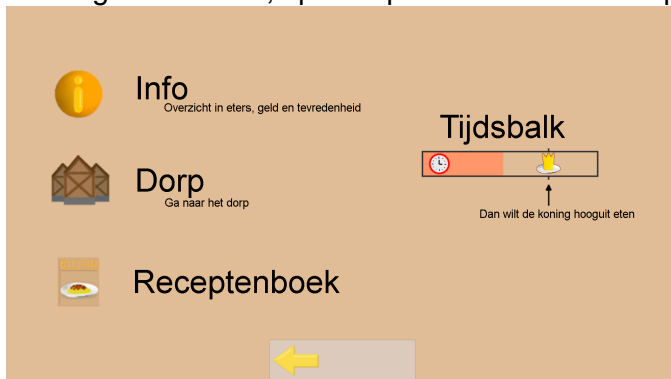 Info
Overzicht in eters, geld en tevredenheid
Dorp
Ga naar het dorp
Receptenboek
Tijdsbalk
Dan wilt de koning hooguit eten